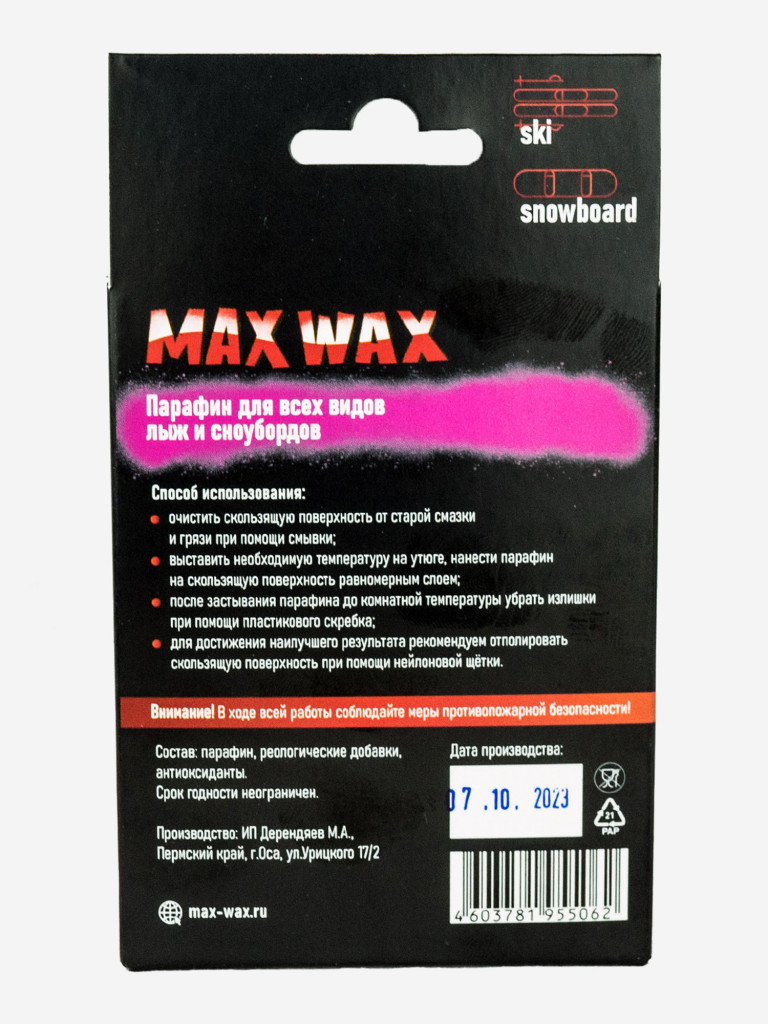 ski
snowboard
MAX WAX
Парафин для всех видов
лыж и сноубордов
Способ использования:
очистить скользящую поверхность от старой смазки
и грязи при помощи смывки;
выставить необходимую температуру на утюге, нанести парафин
на скользящую поверхность равномерным слоем;
после застывания парафина до комнатной температуры убрать излишки
при помощи пластикового скребка;
для достижения наилучшего результата рекомендуем отполировать
скользящую поверхность при помощи нейлоновой щётки.
Внимание! В ходе всей работы соблюдайте меры противопожарной безопасности!
Состав: парафин, реологические добавки,
антиоксиданты.
Срок годности неограничен.
Производство: ИП Дерендяев М.А.,
Пермский край, г.Оса, ул.Урицкого 17/2
max-wax.ru
Дата производства:
07.10. 2023
21
PAP
4 603781 955062